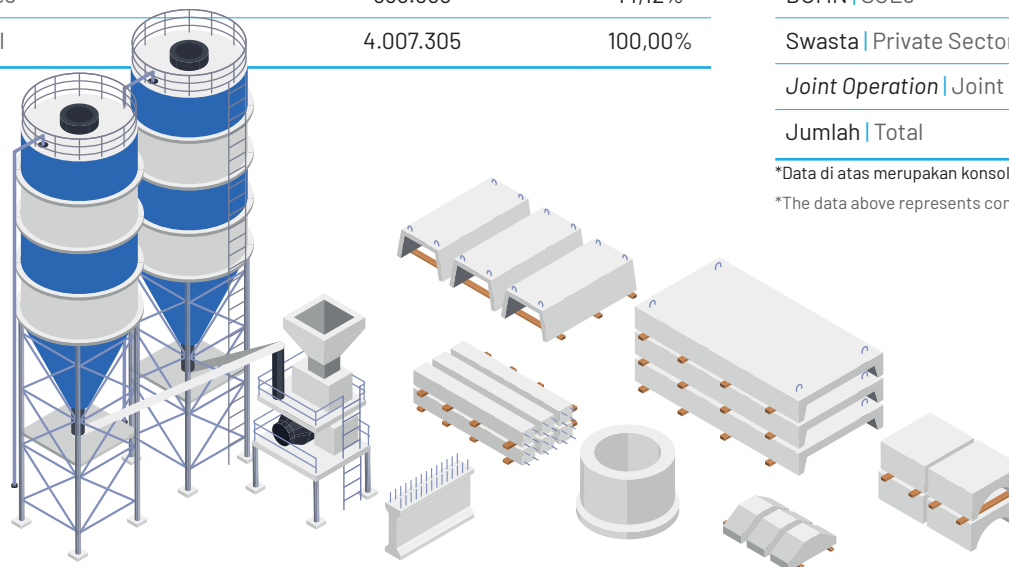 4.007.305 100,00%
Swasta | Private Sector
Joint Operation | Joint
Jumlah | Total
*Data di atas merupakan konsol
*The data above represents con